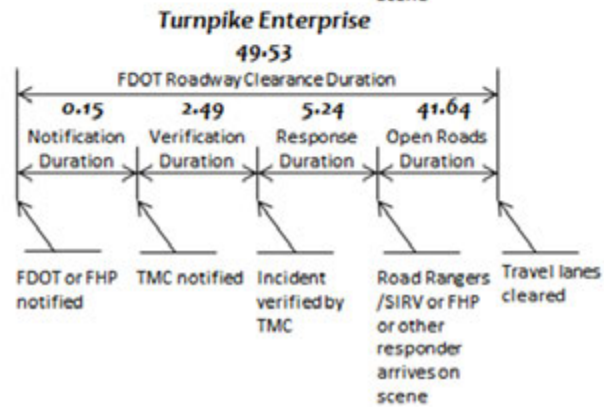 scene
Turnpike Enterprise
49.53
FDOT Roadway Clearance Duration
0.15 2.49 5.24 41.64
Notification Verification Response Open Roads
Duration Duration Duration Duration
FDOT or FHP
notified
TMC notified
Incident
verified by
TMC
Road Rangers
/SIRV or FHP
or other
responder
arrives on
scene
Travel lanes
cleared